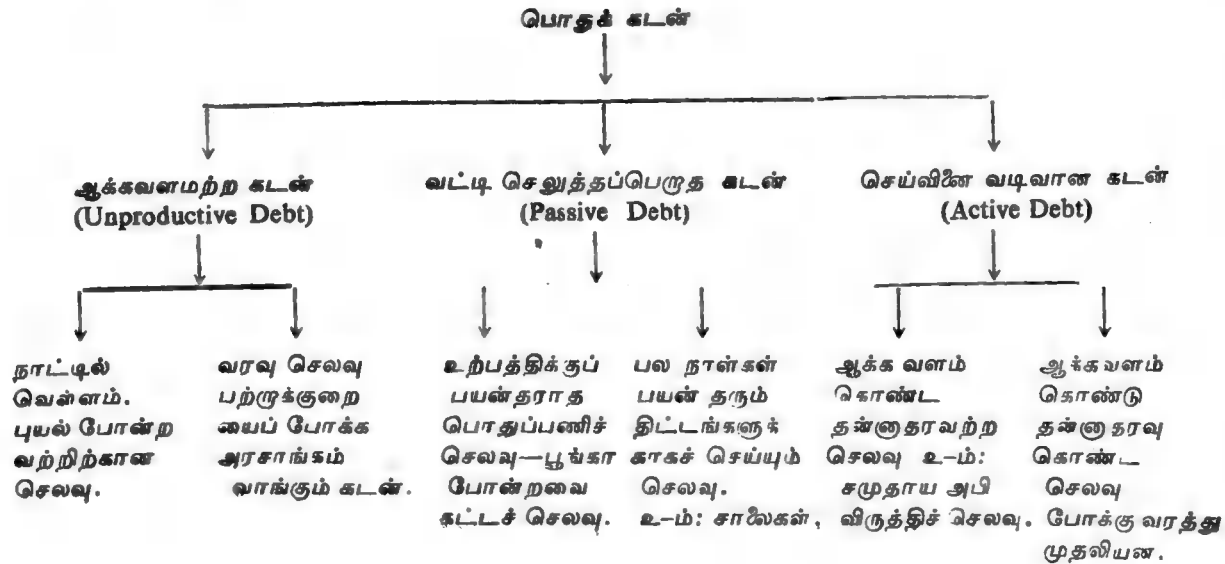 பொதுக் கடன்
ஆக்கவளமற்ற கடன்
(Unproductive Debt)
வட்டி செலுத்தப்பெறாத கடன்
(Passive Debt)
செய்வினை வடிவான கடன்
(Active Debt)
நாட்டில்
வெள்ளம்.
புயல் போன்ற
வற்றிற்கான
செலவு.
வரவு செலவு
பற்றாக்குறை
யைப் போக்க
அரசாங்கம்
வாங்கும் கடன்.
உற்பத்திக்குப்
பயன்தராத
பொதுப்பணிச்
செலவு—பூங்கா
போன்றவை
கட்டச் செலவு.
பல நாள்கள்
பயன் தரும்
திட்டங்களுக்
காகச் செய்யும்
செலவு.
உ-ம்: சாலைகள்,
ஆக்க வளம்
கொண்ட
தன்னாதரவற்ற
செலவு உ-ம்:
சமுதாய அபி
விருத்திச் செலவு.
ஆக்கவளம்
கொண்டு
தன்னாதரவு
கொண்ட
செலவு
போக்கு வரத்து
முதலியன.